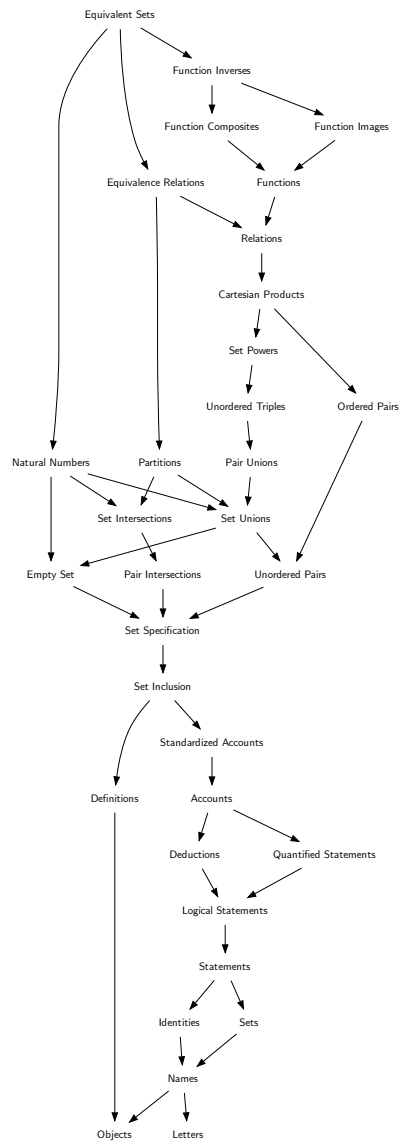 Equivalent Sets
Function Inverses
Function Composites
Function Images
Equivalence Relations
Functions
Relations
Cartesian Products
Set Powers
Unordered Triples
Ordered Pairs
Natural Numbers
Partitions
Pair Unions
Set Intersections
Set Unions
Empty Set
Pair Intersections
Unordered Pairs
Set Specification
Set Inclusion
Standardized Accounts
Definitions
Accounts
Deductions
Quantified Statements
Logical Statements
Statements
Identities
Sets
Names
Objects
Letters